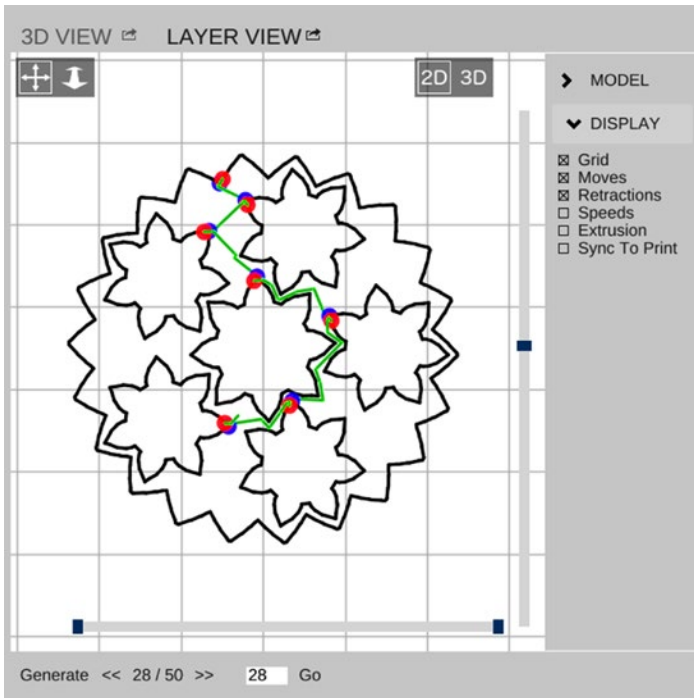 3D VIEW LAYER VIEW
2D 3D
MODEL
DISPLAY
Grid
Moves
Retractions
Speeds
Extrusion
Sync To Print
Generate << 28 / 50 >> 28 Go